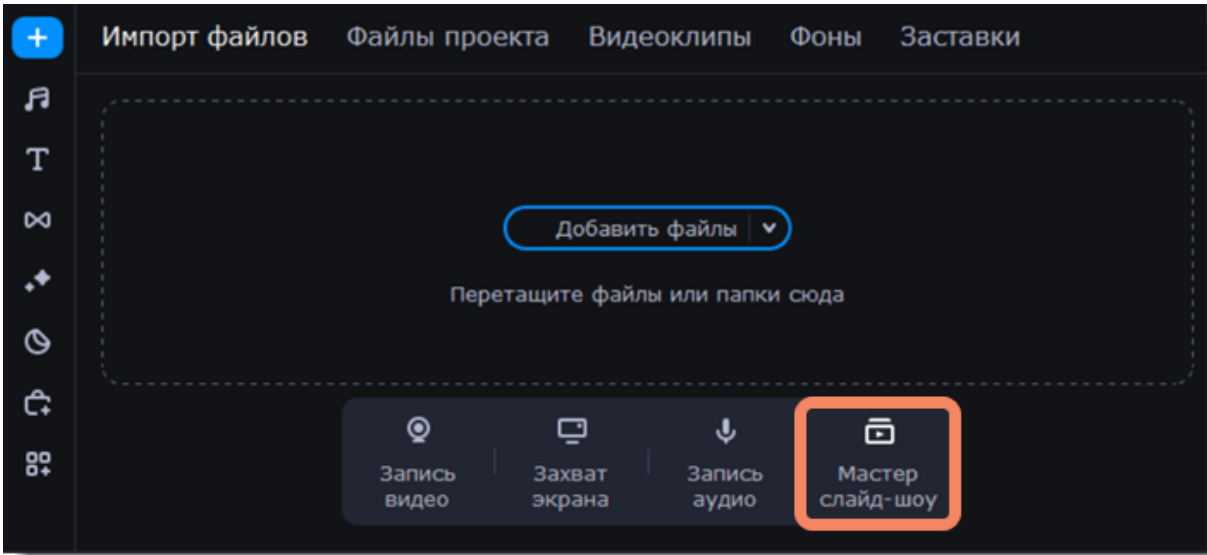 Импорт файлов Файлы проекта Видеоклипы Фоны Заставки
Добавить файлы
Перетащите файлы или папки сюда
Запись видео
Захват экрана
Запись аудио
Мастер слайд-шоу